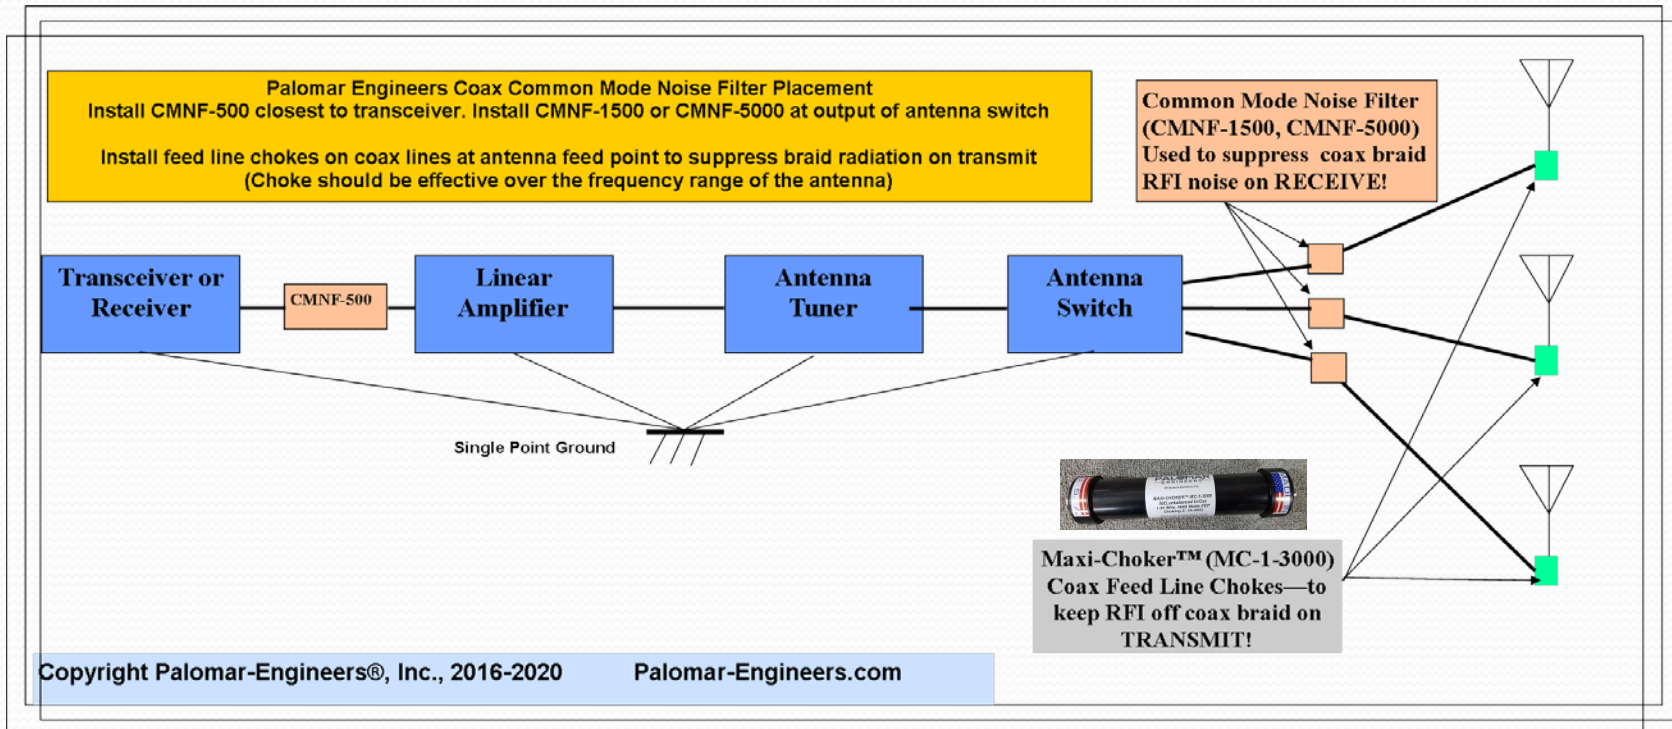 Palomar Engineers Coax Common Mode Noise Filter Placement
Install CMNF-500 closest to transceiver. Install CMNF-1500 or CMNF-5000 at output of antenna switch
Install feed line chokes on coax lines at antenna feed point to suppress braid radiation on transmit
(Choke should be effective over the frequency range of the antenna)
Common Mode Noise Filter
(CMNF-1500, CMNF-5000)
Used to suppress coax braid
RFI noise on RECEIVE!
Transceiver or
Receiver
CMNF-500
Linear
Amplifier
Antenna
Tuner
Antenna
Switch
Single Point Ground
PALOMAR
ENGINEERS
Maxi-Choker™ (MC-1-3000)
Coax Feed Line Chokes—to
keep RFI off coax braid on
TRANSMIT!
Copyright Palomar-Engineers®, Inc., 2016-2020 Palomar-Engineers.com